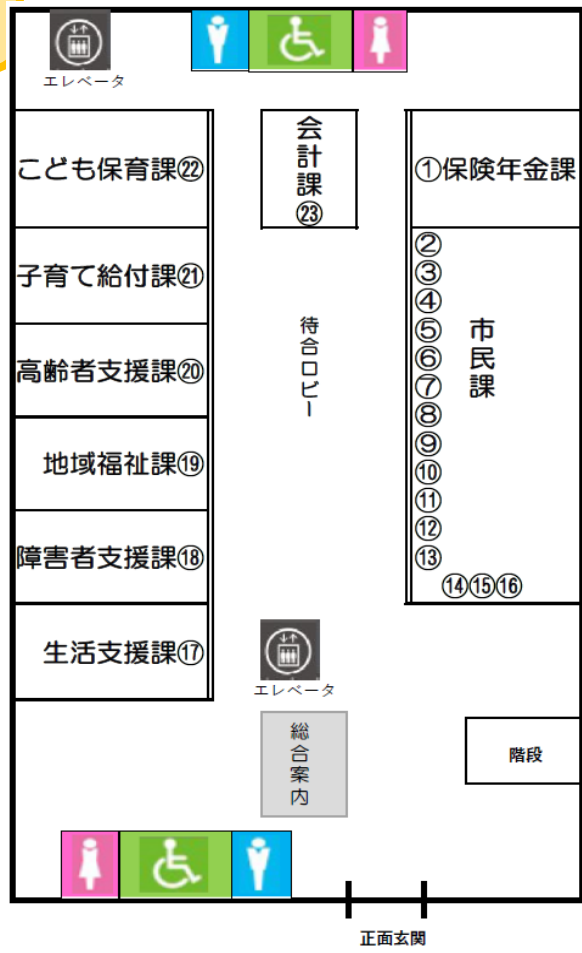 エレベータ
こども保育課㉒
会計課㉓
①保険年金課
子育て給付課㉑
高齢者支援課⑳
地域福祉課⑲
障害者支援課⑱
生活支援課⑰
待合ロビー
②
③
④
⑤
⑥
⑦
⑧
⑨
⑩
⑪
⑫
⑬
⑭⑮⑯
市民課
エレベータ
総合案内
階段
正面玄関